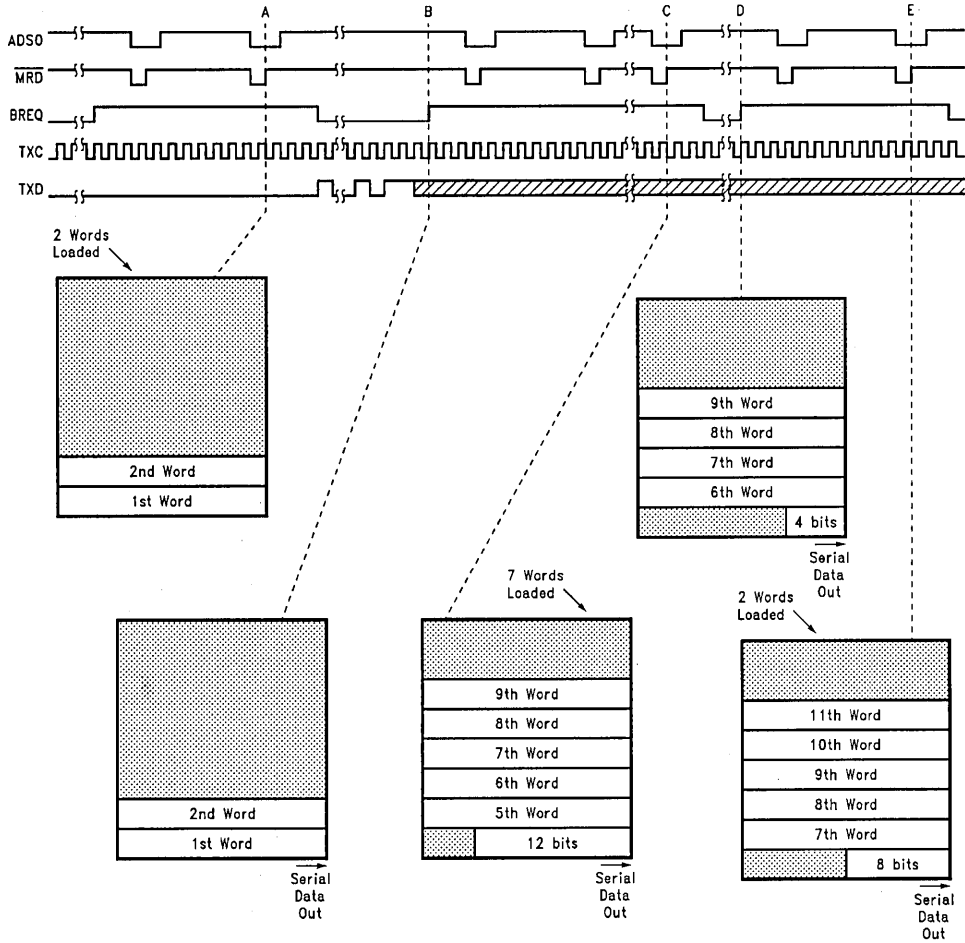 A B C D E
ADS0
MRD
BREQ
TXC
TXD
2 Words
Loaded
2nd Word
1st Word
9th Word
8th Word
7th Word
6th Word
4 bits
Serial
Data
Out
2nd Word
1st Word
Serial
Data
Out
7 Words
Loaded
9th Word
8th Word
7th Word
6th Word
5th Word
12 bits
Serial
Data
Out
2 Words
Loaded
11th Word
10th Word
9th Word
8th Word
7th Word
8 bits
Serial
Data
Out